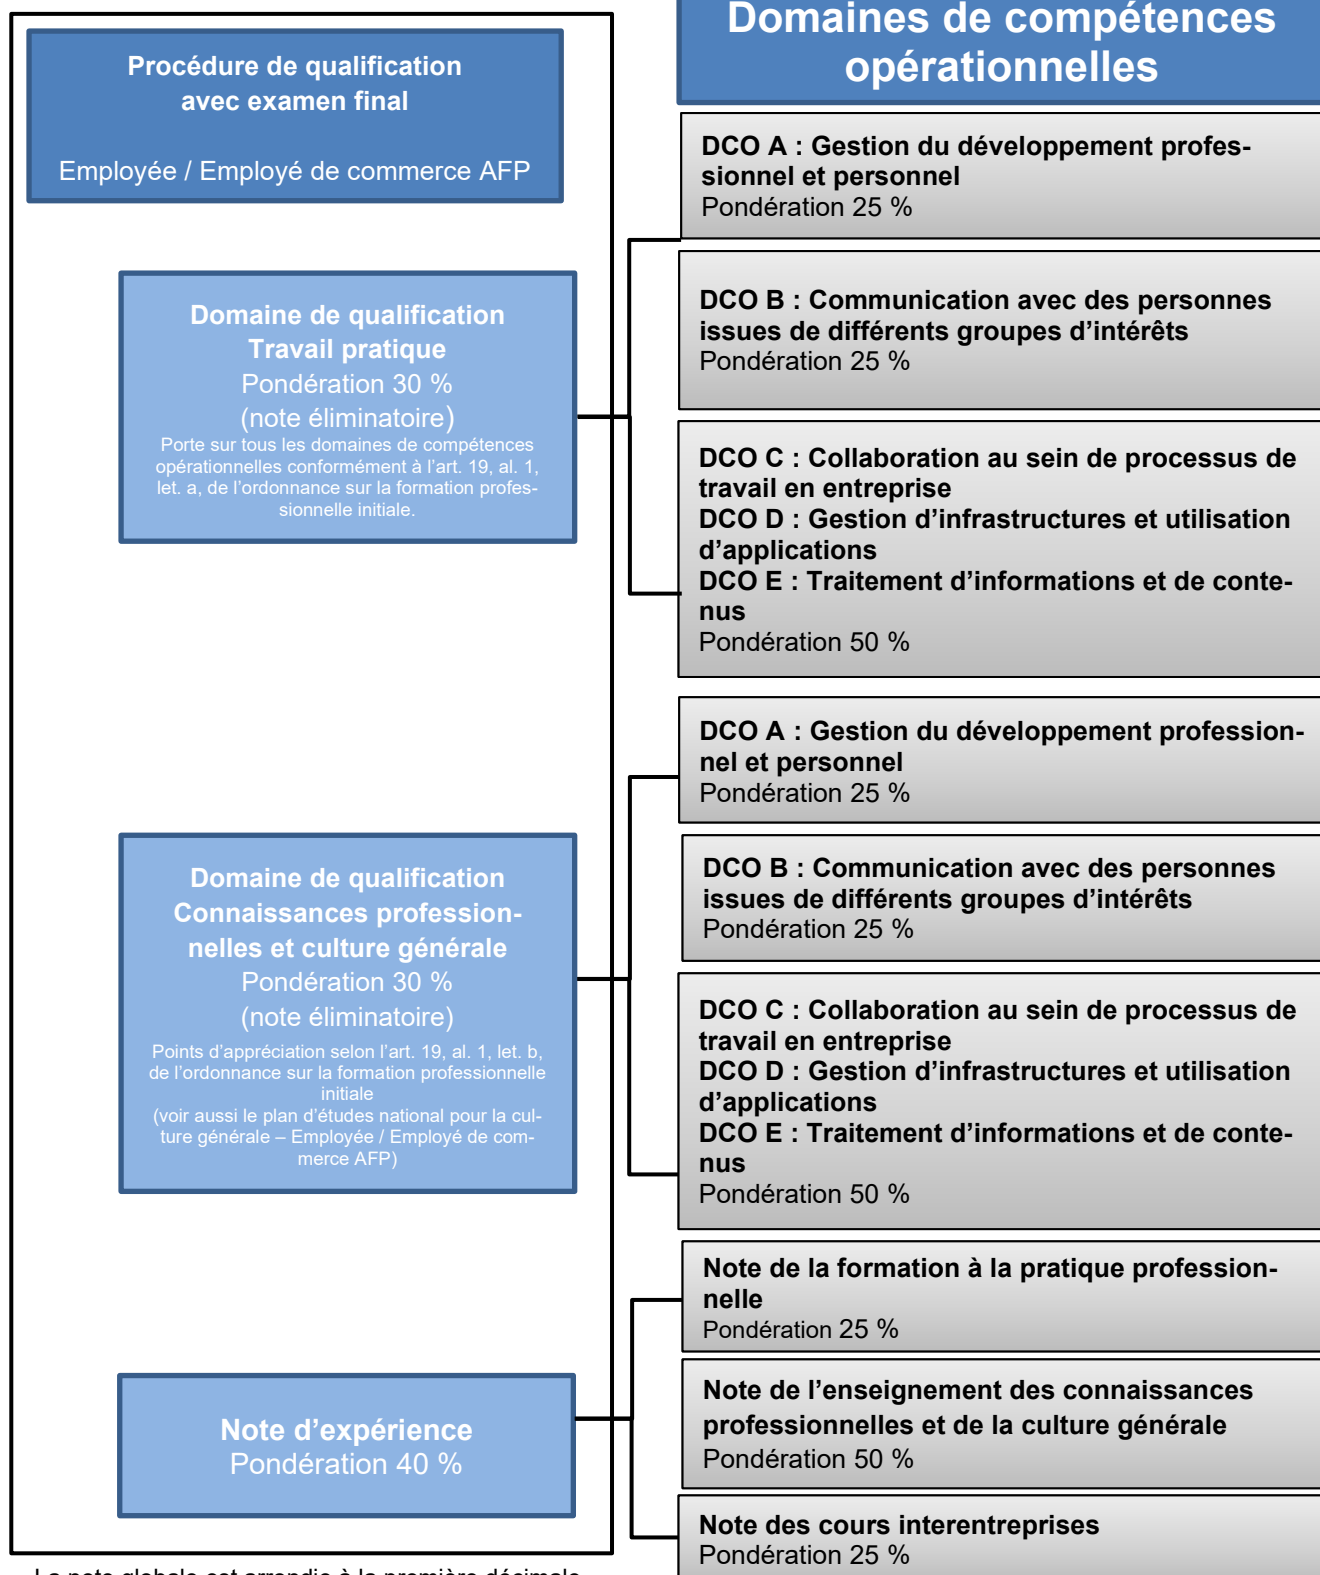 Procédure de qualification
avec examen final
Employée / Employé de commerce AFP
Domaine de qualification
Travail pratique
Pondération 30 %
(note éliminatoire)
Porte sur tous les domaines de compétences
opérationnelles conformément à l’art. 19, al. 1,
let. a, de l’ordonnance sur la formation profes-
sionnelle initiale.
Domaine de qualification
Connaissances profession-
nelles et culture générale
Pondération 30 %
(note éliminatoire)
Points d’appréciation selon l’art. 19, al. 1, let. b,
de l’ordonnance sur la formation professionnelle
initiale
(voir aussi le plan d’études national pour la cul-
ture générale – Employée / Employé de com-
merce AFP)
Note d’expérience
Pondération 40 %
La note globale est arrondie à la première décimale
Domaines de compétences
opérationnelles
DCO A : Gestion du développement profes-
sionnel et personnel
Pondération 25 %
DCO B : Communication avec des personnes
issues de différents groupes d’intérêts
Pondération 25 %
DCO C : Collaboration au sein de processus de
travail en entreprise
DCO D : Gestion d’infrastructures et utilisation
d’applications
DCO E : Traitement d’informations et de conte-
nus
Pondération 50 %
DCO A : Gestion du développement profession-
nel et personnel
Pondération 25 %
DCO B : Communication avec des personnes
issues de différents groupes d’intérêts
Pondération 25 %
DCO C : Collaboration au sein de processus de
travail en entreprise
DCO D : Gestion d’infrastructures et utilisation
d’applications
DCO E : Traitement d’informations et de conte-
nus
Pondération 50 %
Note de la formation à la pratique profession-
nelle
Pondération 25 %
Note de l’enseignement des connaissances
professionnelles et de la culture générale
Pondération 50 %
Note des cours interentreprises
Pondération 25 %